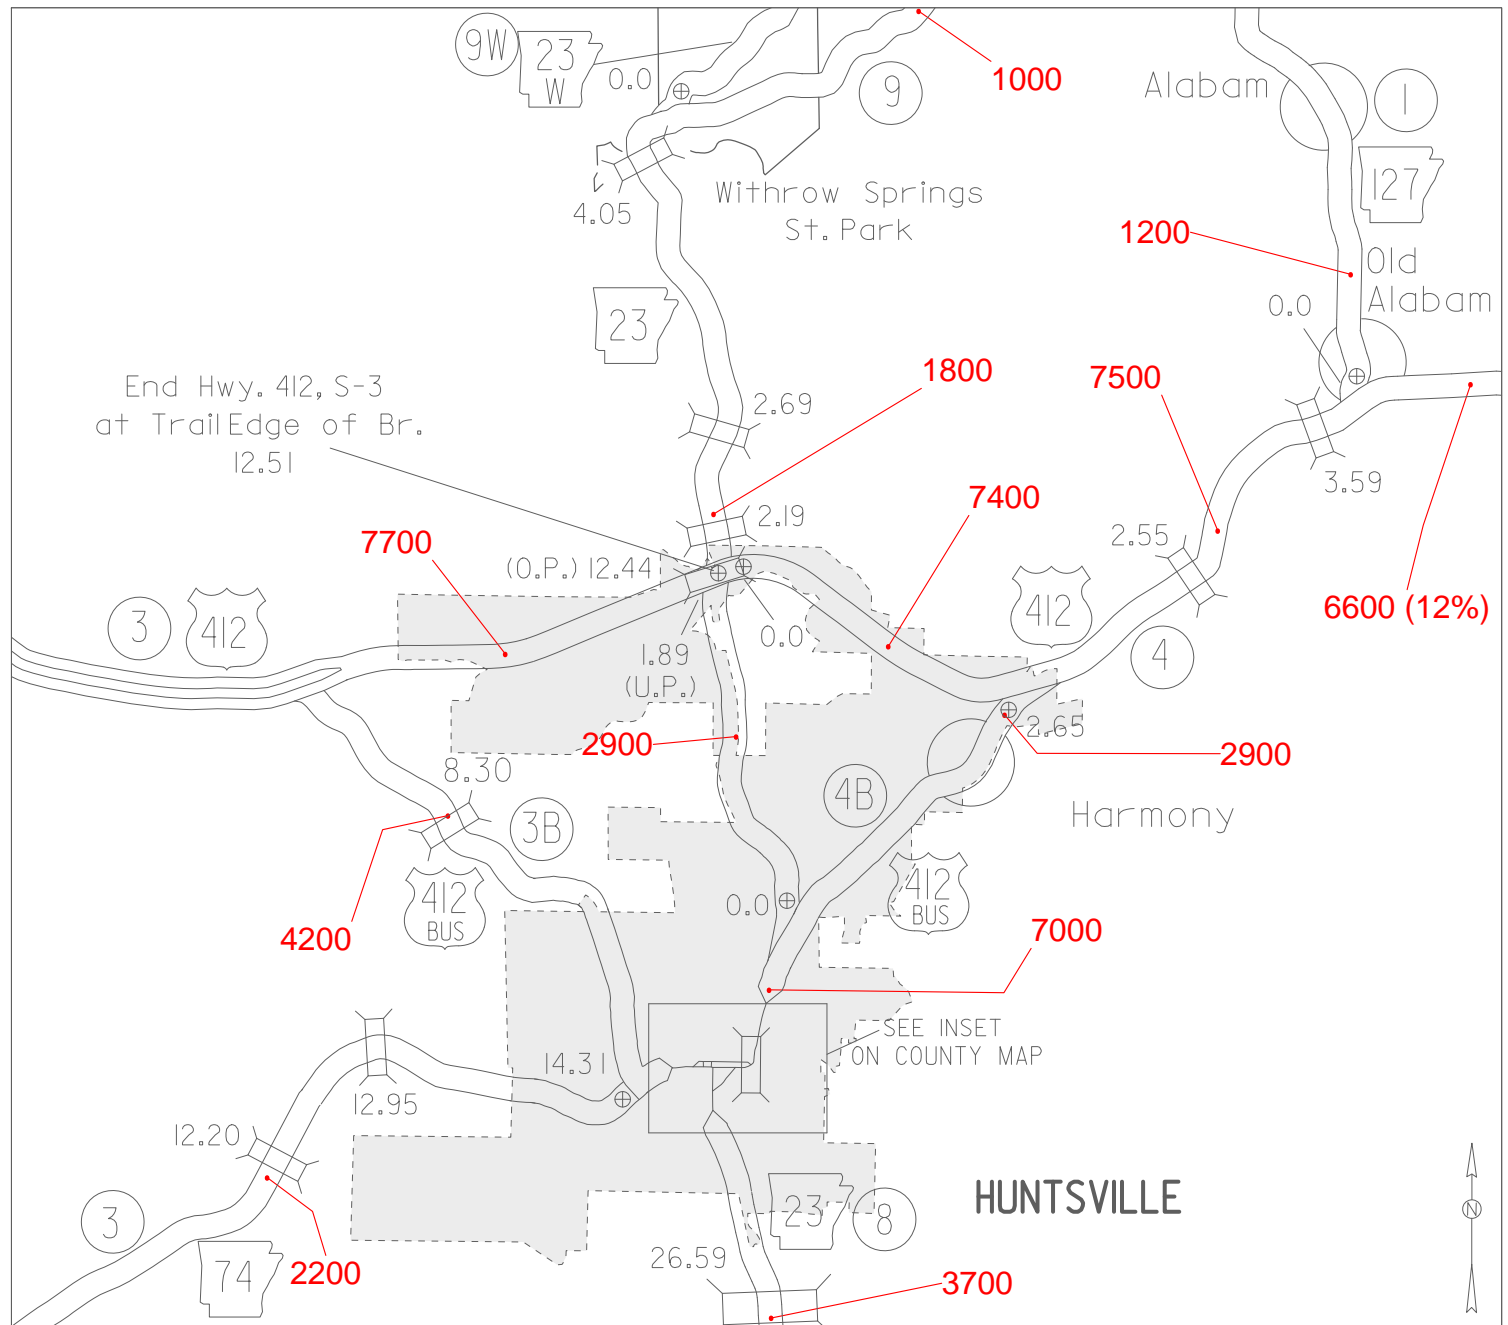 9W
23
W
0.0
9
1000
Alabam
1
127
4.05
Withrow Springs
St. Park
1200
Old
Alabam
0.0
23
End Hwy. 412, S-3
at Trail Edge of Br.
12.51
1800
2.69
7500
3.59
7400
2.19
7700
(O.P.) 12.44
2.55
6600 (12%)
3
412
412
4
0.0
1.89
(U.P.)
2900
2.65
2900
8.30
4B
Harmony
3B
412
BUS
412
BUS
0.0
4200
7000
SEE INSET
ON COUNTY MAP
14.31
12.95
12.20
HUNTSVILLE
N
3
23
8
74
2200
26.59
3700